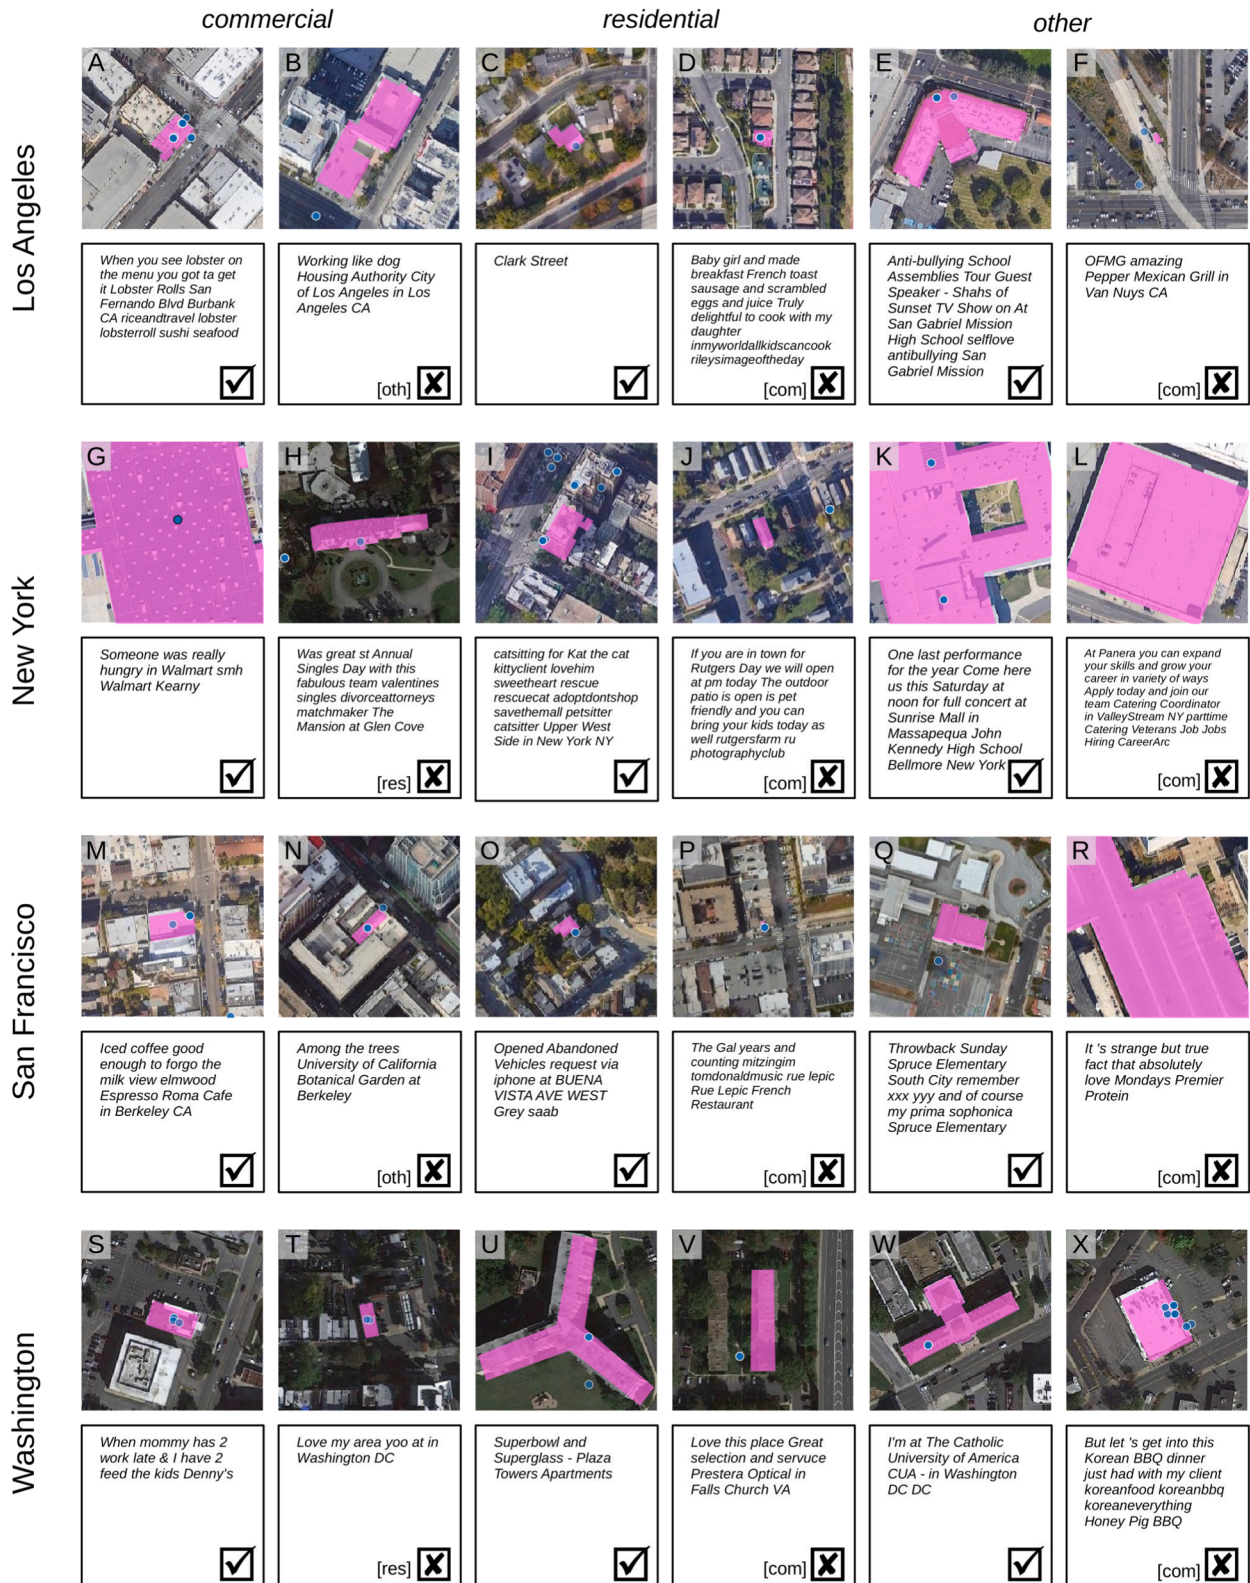 commercial
residential
other
Los Angeles
A
B
C
D
E
F
When you see lobster on
the menu you got ta get
it Lobster Rolls San
Fernando Blvd Burbank
CA riceandtravel lobster
lobsterroll sushi seafood
Working like dog
Housing Authority City
of Los Angeles in Los
Angeles CA
[oth]
Clark Street
Baby girl and made
breakfast French toast
sausage and scrambled
eggs and juice Truly
delightful to cook with my
daughter
inmyworldallkidscancook
rileysimageoftheday
[com]
Anti-bullying School
Assemblies Tour Guest
Speaker - Shahs of
Sunset TV Show on At
San Gabriel Mission
High School selflove
antibullying San
Gabriel Mission
OFMG amazing
Pepper Mexican Grill in
Van Nuys CA
[com]
New York
G
H
I
J
K
L
Someone was really
hungry in Walmart smh
Walmart Kearny
Was great st Annual
Singles Day with this
fabulous team valentines
singles divorceattorneys
matchmaker The
Mansion at Glen Cove
[res]
catsitting for Kat the cat
kittyclient lovehim
sweetheart rescue
rescuecat adoptdontshop
savethemall petsitter
catsitter Upper West
Side in New York NY
If you are in town for
Rutgers Day we will open
at pm today The outdoor
patio is open is pet
friendly and you can
bring your kids today as
well rutgersfarm ru
photographyclub
[com]
One last performance
for the year Come here
us this Saturday at
noon for full concert at
Sunrise Mall in
Massapequa John
Kennedy High School
Bellmore New York
At Panera you can expand
your skills and grow your
career in variety of ways
Apply today and join our
team Catering Coordinator
in ValleyStream NY parttime
Catering Veterans Job Jobs
Hiring CareerArc
[com]
San Francisco
M
N
O
P
Q
R
Iced coffee good
enough to forgo the
milk view elmwood
Espresso Roma Cafe
in Berkeley CA
Among the trees
University of California
Botanical Garden at
Berkeley
[oth]
Opened Abandoned
Vehicles request via
iphone at BUENA
VISTA AVE WEST
Grey saab
The Gal years and
counting mitzingim
tomdonaldmusic rue lepic
Rue Lepic French
Restaurant
[com]
Throwback Sunday
Spruce Elementary
South City remember
xxx yyy and of course
my prima sophonica
Spruce Elementary
It 's strange but true
fact that absolutely
love Mondays Premier
Protein
[com]
Washington
S
T
U
V
W
X
When mommy has 2
work late & I have 2
feed the kids Denny's
Love my area yoo at in
Washington DC
[res]
Superbowl and
Superglass - Plaza
Towers Apartments
Love this place Great
selection and servuce
Prestera Optical in
Falls Church VA
[com]
I'm at The Catholic
University of America
CUA - in Washington
DC DC
But let 's get into this
Korean BBQ dinner
just had with my client
koreanfood koreanbbq
koreaneverything
Honey Pig BBQ
[com]